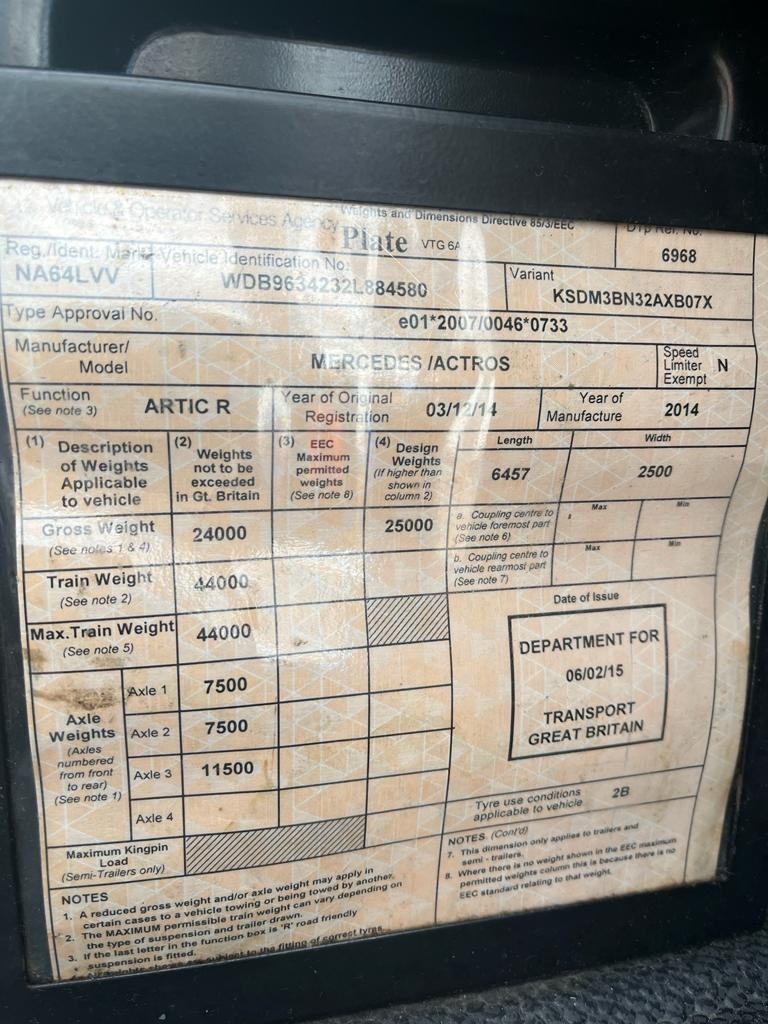 Vehicle & Operator Services Agency
Weights and Dimensions Directive 85/3/EEC
Plate VTG 6A
DTp Ref. No.
6968
Reg./Ident. Mark
NA64LVV
Vehicle Identification No.
WDB9634232L884580
Variant
KSDM3BN32AXB07X
Type Approval No.
e01*2007/0046*0733
Manufacturer/
Model
MERCEDES /ACTROS
Speed
Limiter
Exempt
N
Function
(See note 3)
ARTIC R
Year of Original
Registration
03/12/14
Year of
Manufacture
2014
(1) Description
of Weights
Applicable
to vehicle
(2) Weights
not to be
exceeded
in Gt. Britain
(3) EEC
Maximum
permitted
weights
(See note 8)
(4) Design
Weights
(If higher than
shown in
column 2)
Length
6457
Width
2500
Gross Weight
(See notes 1 & 4)
24000
25000
a. Coupling centre to
vehicle foremost part
(See note 6)
Max
Min
b. Coupling centre to
vehicle rearmost part
(See note 7)
Max
Min
Train Weight
(See note 2)
44000
Max.Train Weight
(See note 5)
44000
Date of Issue
DEPARTMENT FOR
06/02/15
TRANSPORT
GREAT BRITAIN
Axle
Weights
(Axles
numbered
from front
to rear)
(See note 1)
Axle 1
7500
Axle 2
7500
Axle 3
11500
Axle 4
Tyre use conditions
applicable to vehicle
2B
Maximum Kingpin
Load
(Semi-Trailers only)
NOTES
1. A reduced gross weight and/or axle weight may apply in
certain cases to a vehicle towing or being towed by another.
2. The MAXIMUM permissible train weight can vary depending on
the type of suspension and trailer drawn.
3. If the last letter in the function box is 'R' road friendly
suspension is fitted.
subject to the fitting of correct tyres
NOTES (Cont'd)
7. This dimension only applies to trailers and
semi - trailers.
8. Where there is no weight shown in the EEC maximum
permitted weights column this is because there is no
EEC standard relating to that weight.